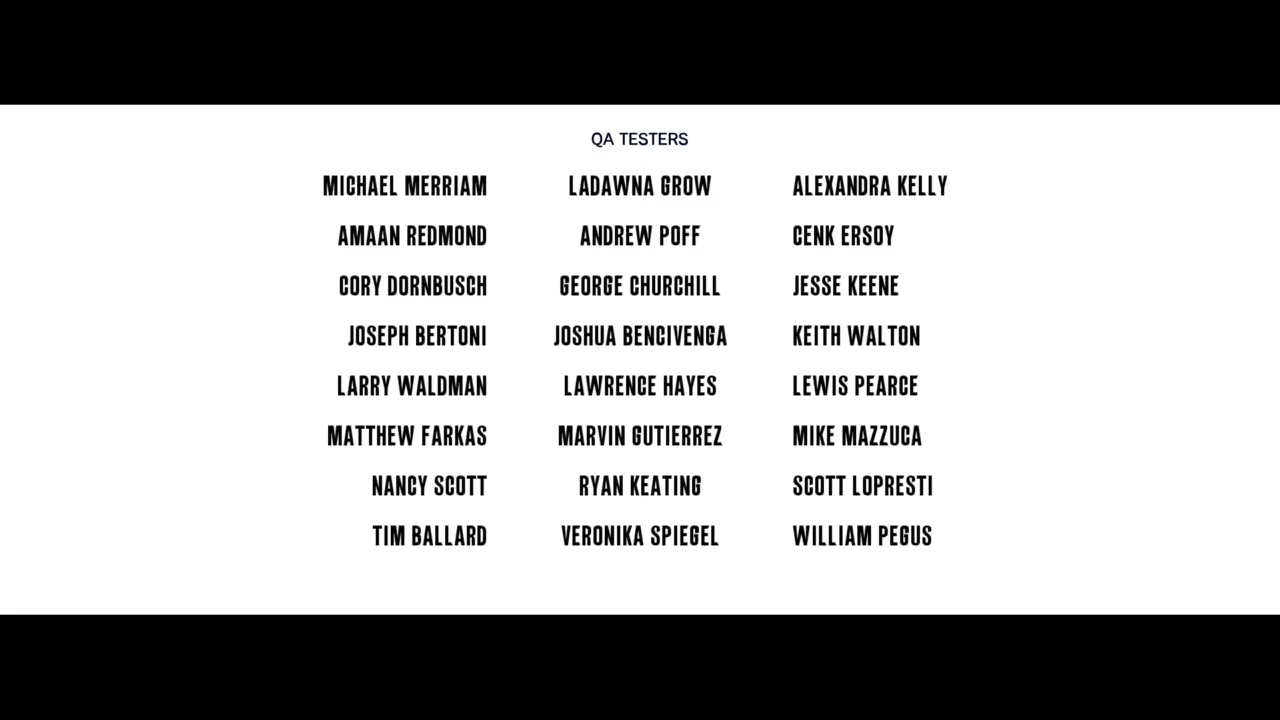 QA TESTERS
MICHAEL MERRIAM LADAWNA GROW ALEXANDRA KELLY
AMAAN REDMOND ANDREW POFF CENK ERSOY
CORY DORNBUSCH GEORGE CHURCHILL JESSE KEENE
JOSEPH BERTONI JOSHUA BENCIVENGA KEITH WALTON
LARRY WALDMAN LAWRENCE HAYES LEWIS PEARCE
MATTHEW FARKAS MARVIN GUTIERREZ MIKE MAZZUCA
NANCY SCOTT RYAN KEATING SCOTT LOPRESTI
TIM BALLARD VERONIKA SPIEGEL WILLIAM PEGUS